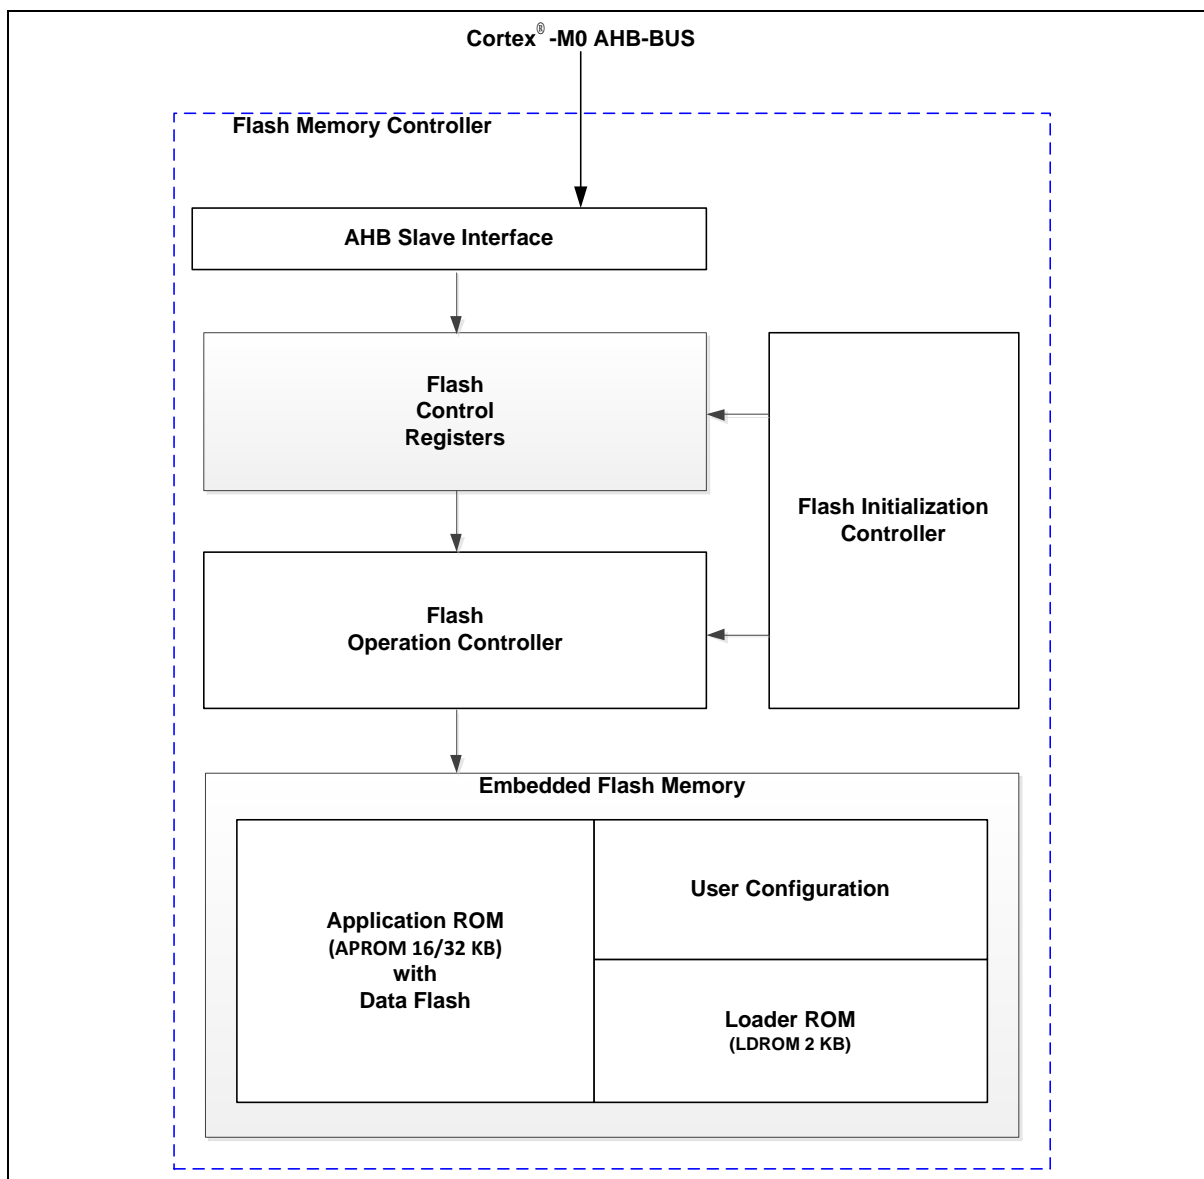 Cortex® -M0 AHB-BUS
Flash Memory Controller
AHB Slave Interface
Flash
Control
Registers
Flash Initialization
Controller
Flash
Operation Controller
Embedded Flash Memory
Application ROM
(APROM 16/32 KB)
with
Data Flash
User Configuration
Loader ROM
(LDROM 2 KB)